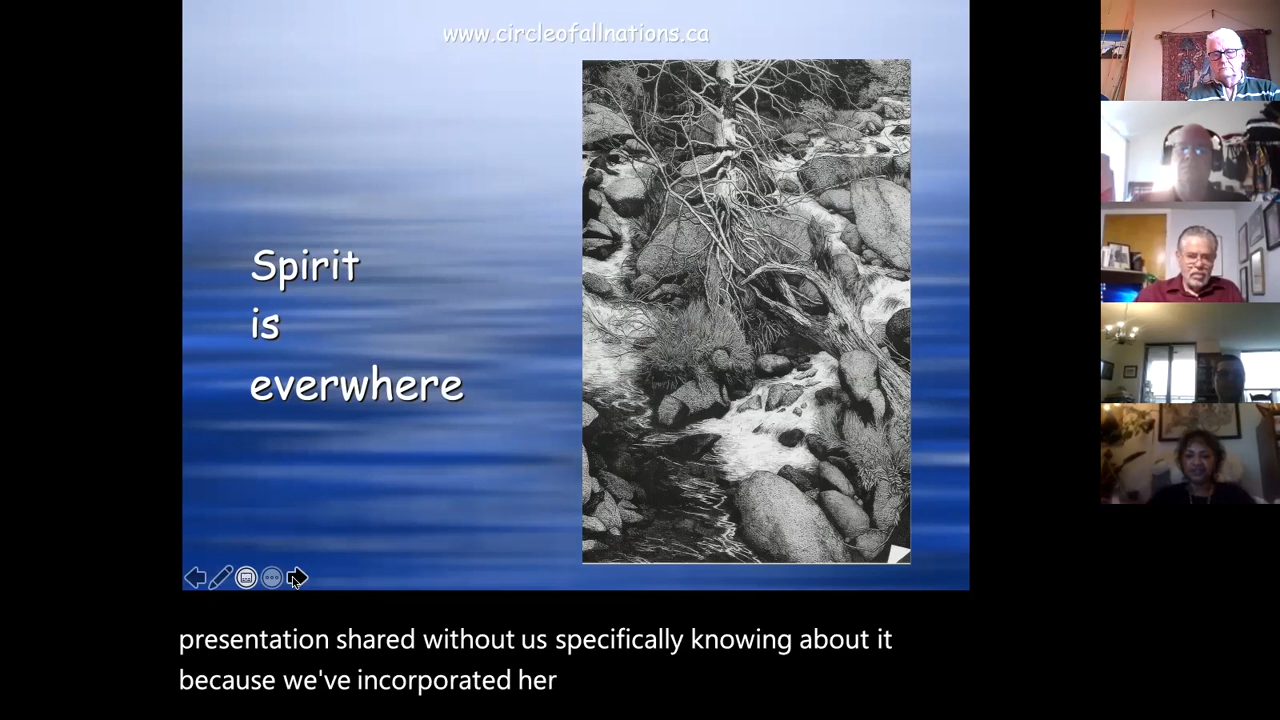 www.circleofallnations.ca
Spirit
is
everwhere
presentation shared without us specifically knowing about it
because we've incorporated her